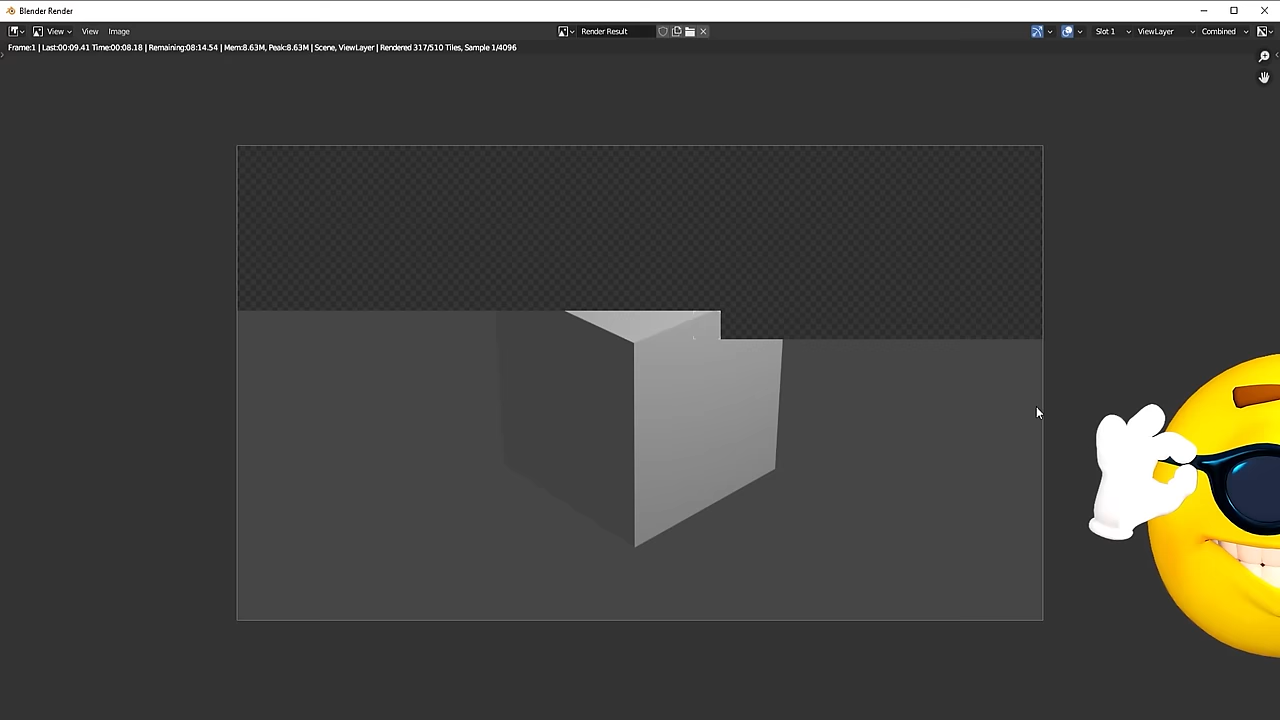 Blender Render
View View Image Render Result Slot 1 ViewLayer Combined
Frame:1 | Last:00:09.41 Time:00:08.18 | Remaining:08:14.54 | Mem:8.63M, Peak:8.63M | Scene, ViewLayer | Rendered 317/510 Tiles, Sample 1/4096